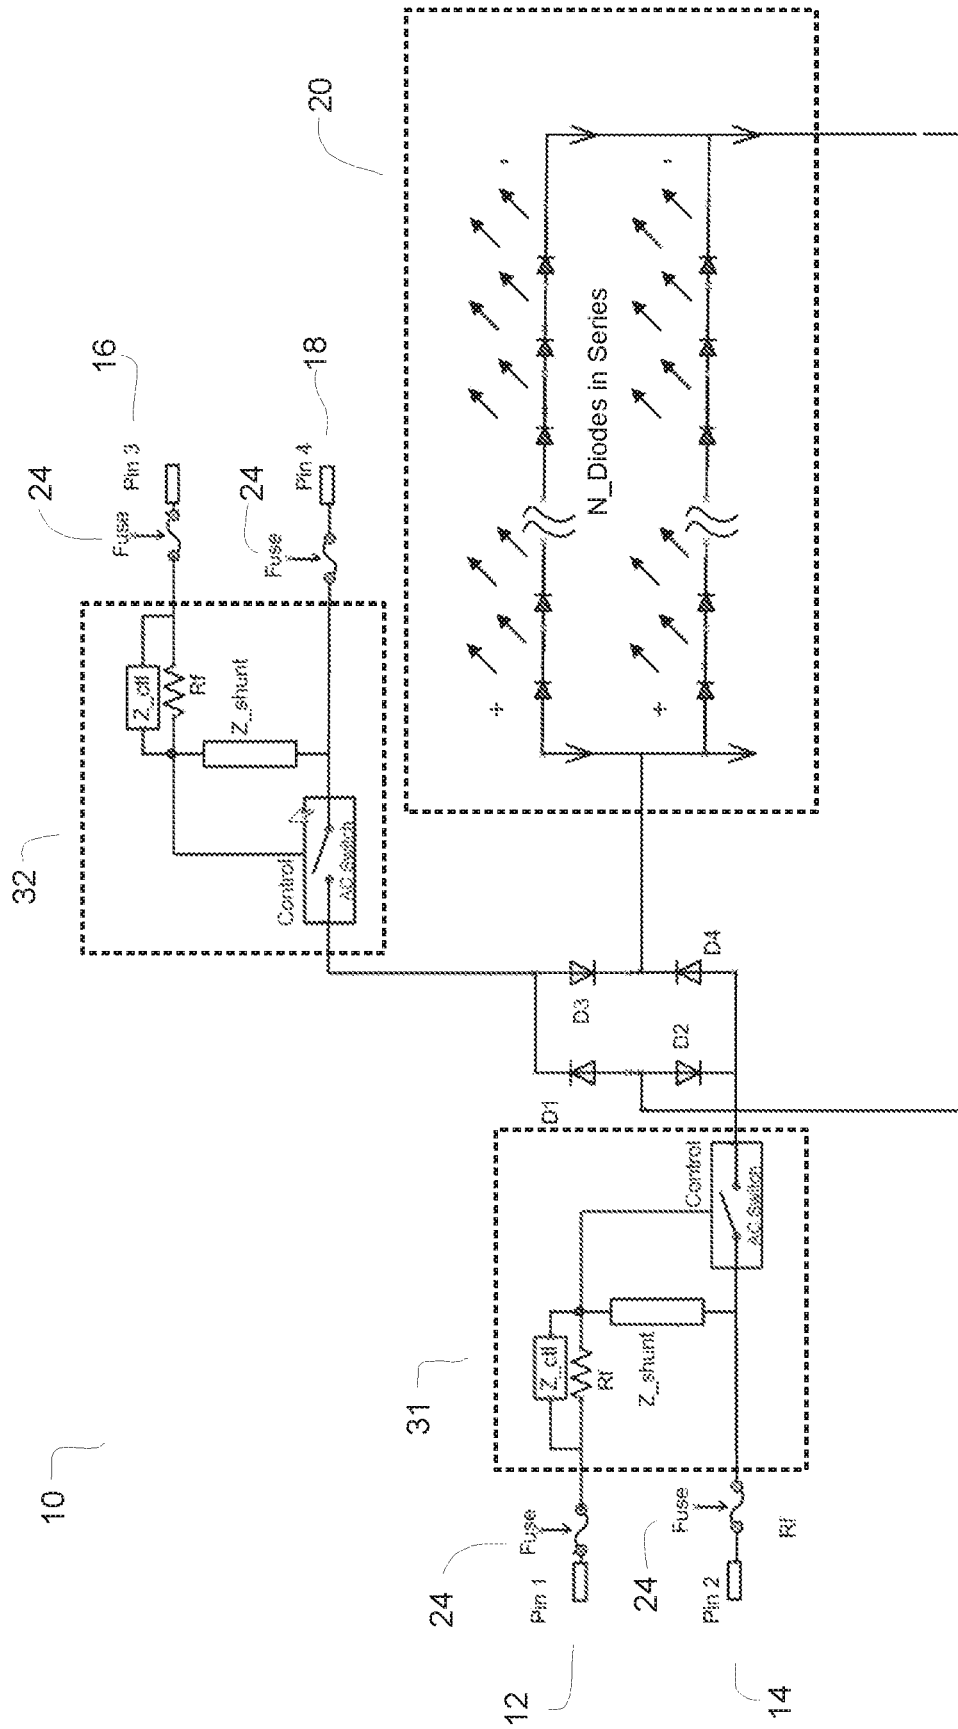 10
12
14
16
18
20
24
24
24
24
31
32
Pin 1
Fuse
Pin 2
Fuse
Rf
Z_ctl
Rf
Z_shunt
Control
AC Switch
D1
D2
D3
D4
Control
AC Switch
Z_shunt
Z_ctl
Rf
Fuse
Pin 3
Fuse
Pin 4
+
-
N_Diodes in Series
+
-